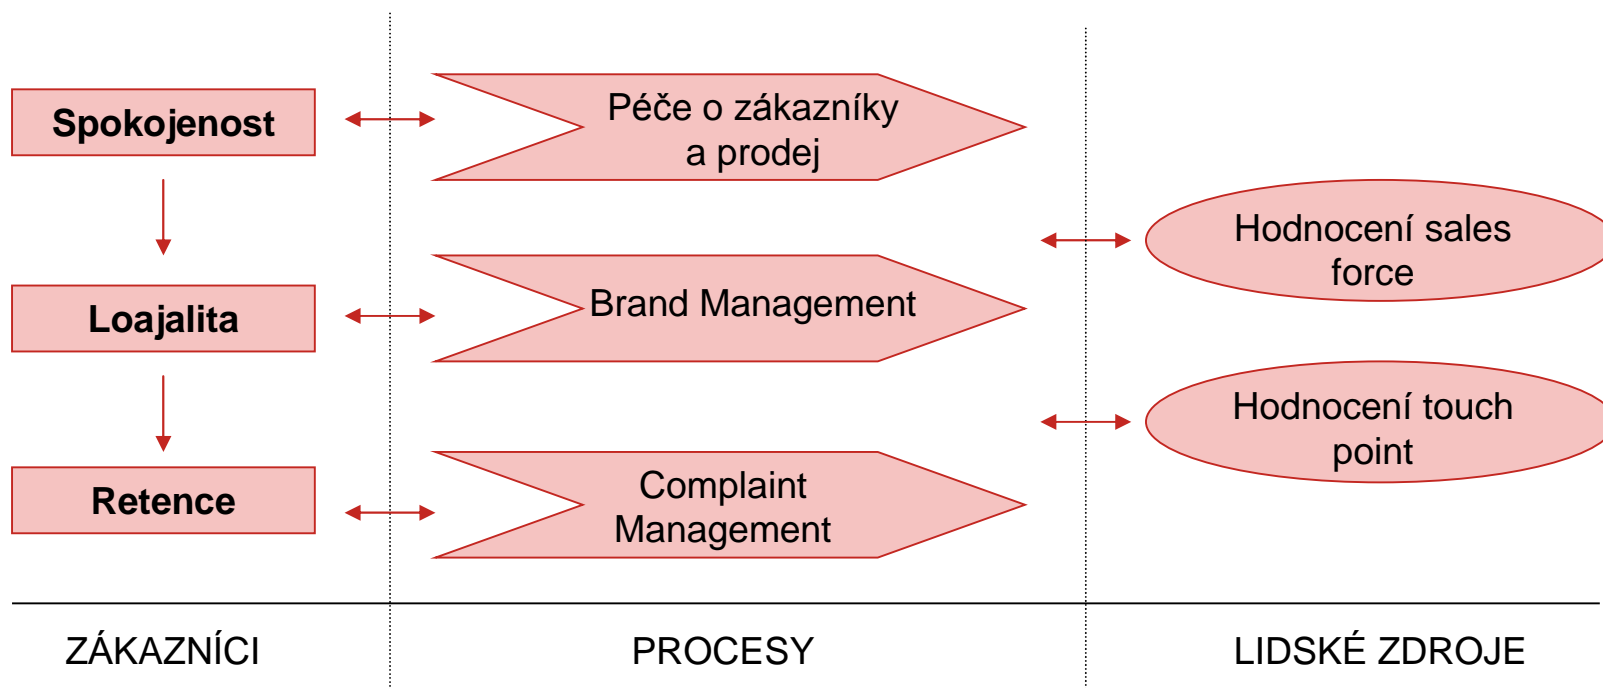 Spokojenost
Péče o zákazníky
a prodej
Hodnocení sales
force
Loajalita
Brand Management
Hodnocení touch
point
Retence
Complaint
Management
ZÁKAZNÍCI
PROCESY
LIDSKÉ ZDROJE